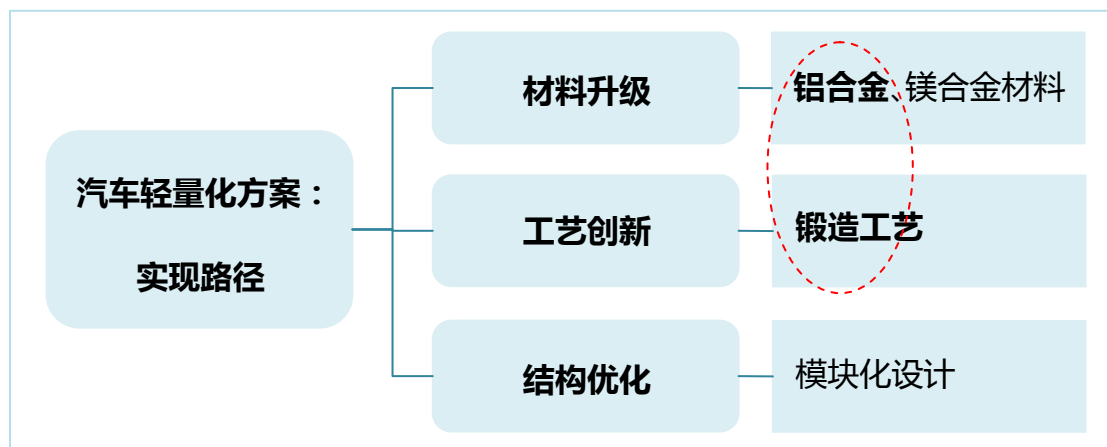 汽车轻量化方案：
实现路径
材料升级
铝合金、镁合金材料
工艺创新
锻造工艺
结构优化
模块化设计